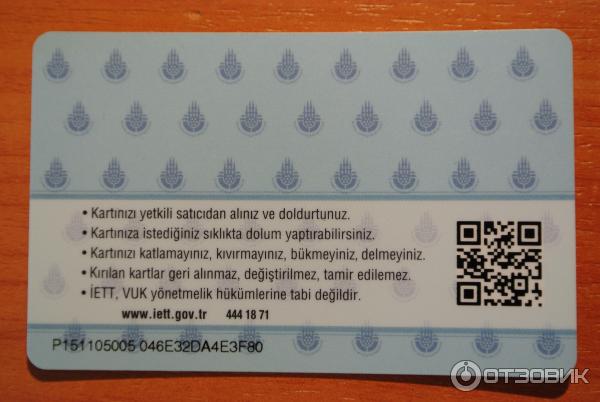 • Kartınızı yetkili satıcıdan alınız ve doldurtunuz.
• Kartınıza istediğiniz sıklıkta dolum yaptırabilirsiniz.
• Kartınızı katlamayınız, kıvırmayınız, bükmeyiniz, delmeyiniz.
• Kırılan kartlar geri alınmaz, değiştirilmez, tamir edilemez.
• İETT, VUK yönetmelik hükümlerine tabi değildir.
www.iett.gov.tr 444 18 71
P151105005 046E32DA4E3F80
ОТЗОВИК